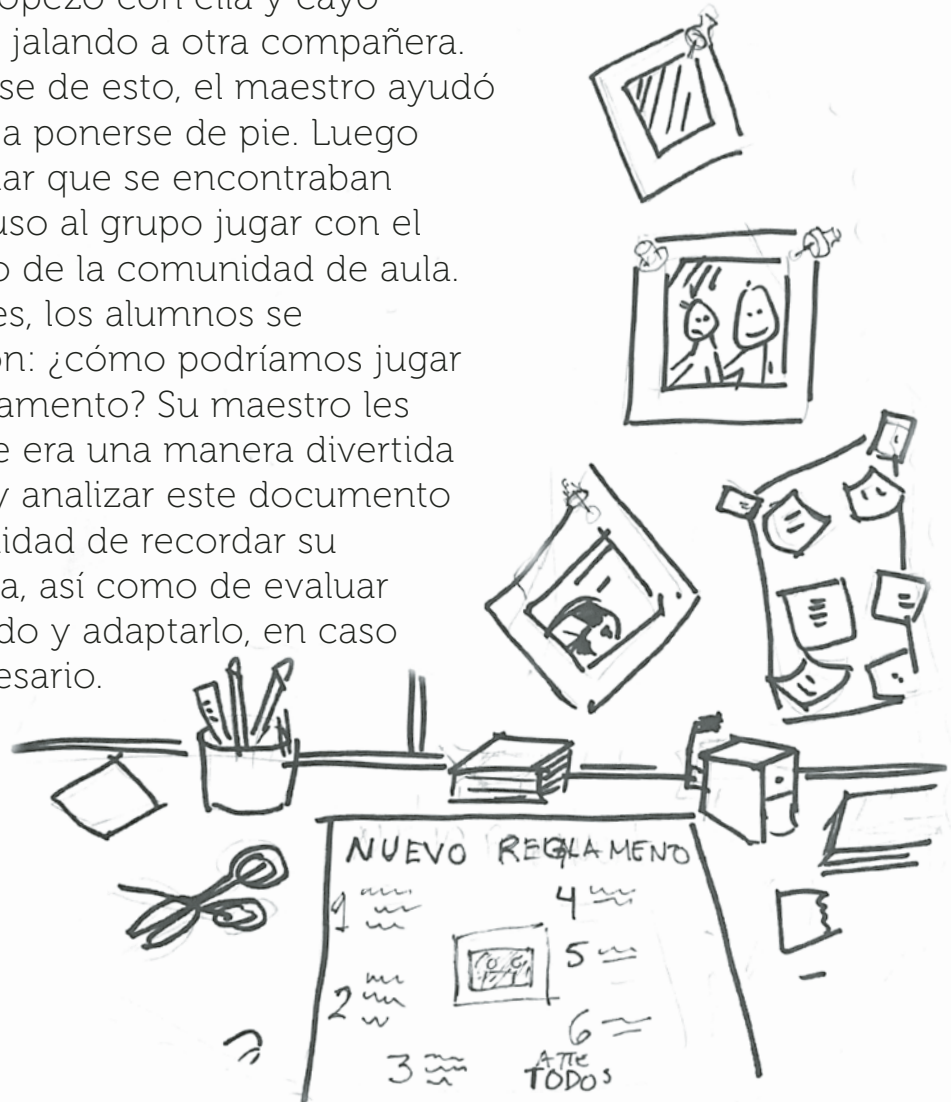 opezó con ella y cayó
jalando a otra compañera.
se de esto, el maestro ayudó
a ponerse de pie. Luego
ar que se encontraban
uso al grupo jugar con el
o de la comunidad de aula.
es, los alumnos se
on: ¿cómo podríamos jugar
amento? Su maestro les
e era una manera divertida
y analizar este documento
idad de recordar su
a, así como de evaluar
do y adaptarlo, en caso
esario.
NUEVO REGLAMENTO
1
4
5
2
6
3
ATTE
TODOS